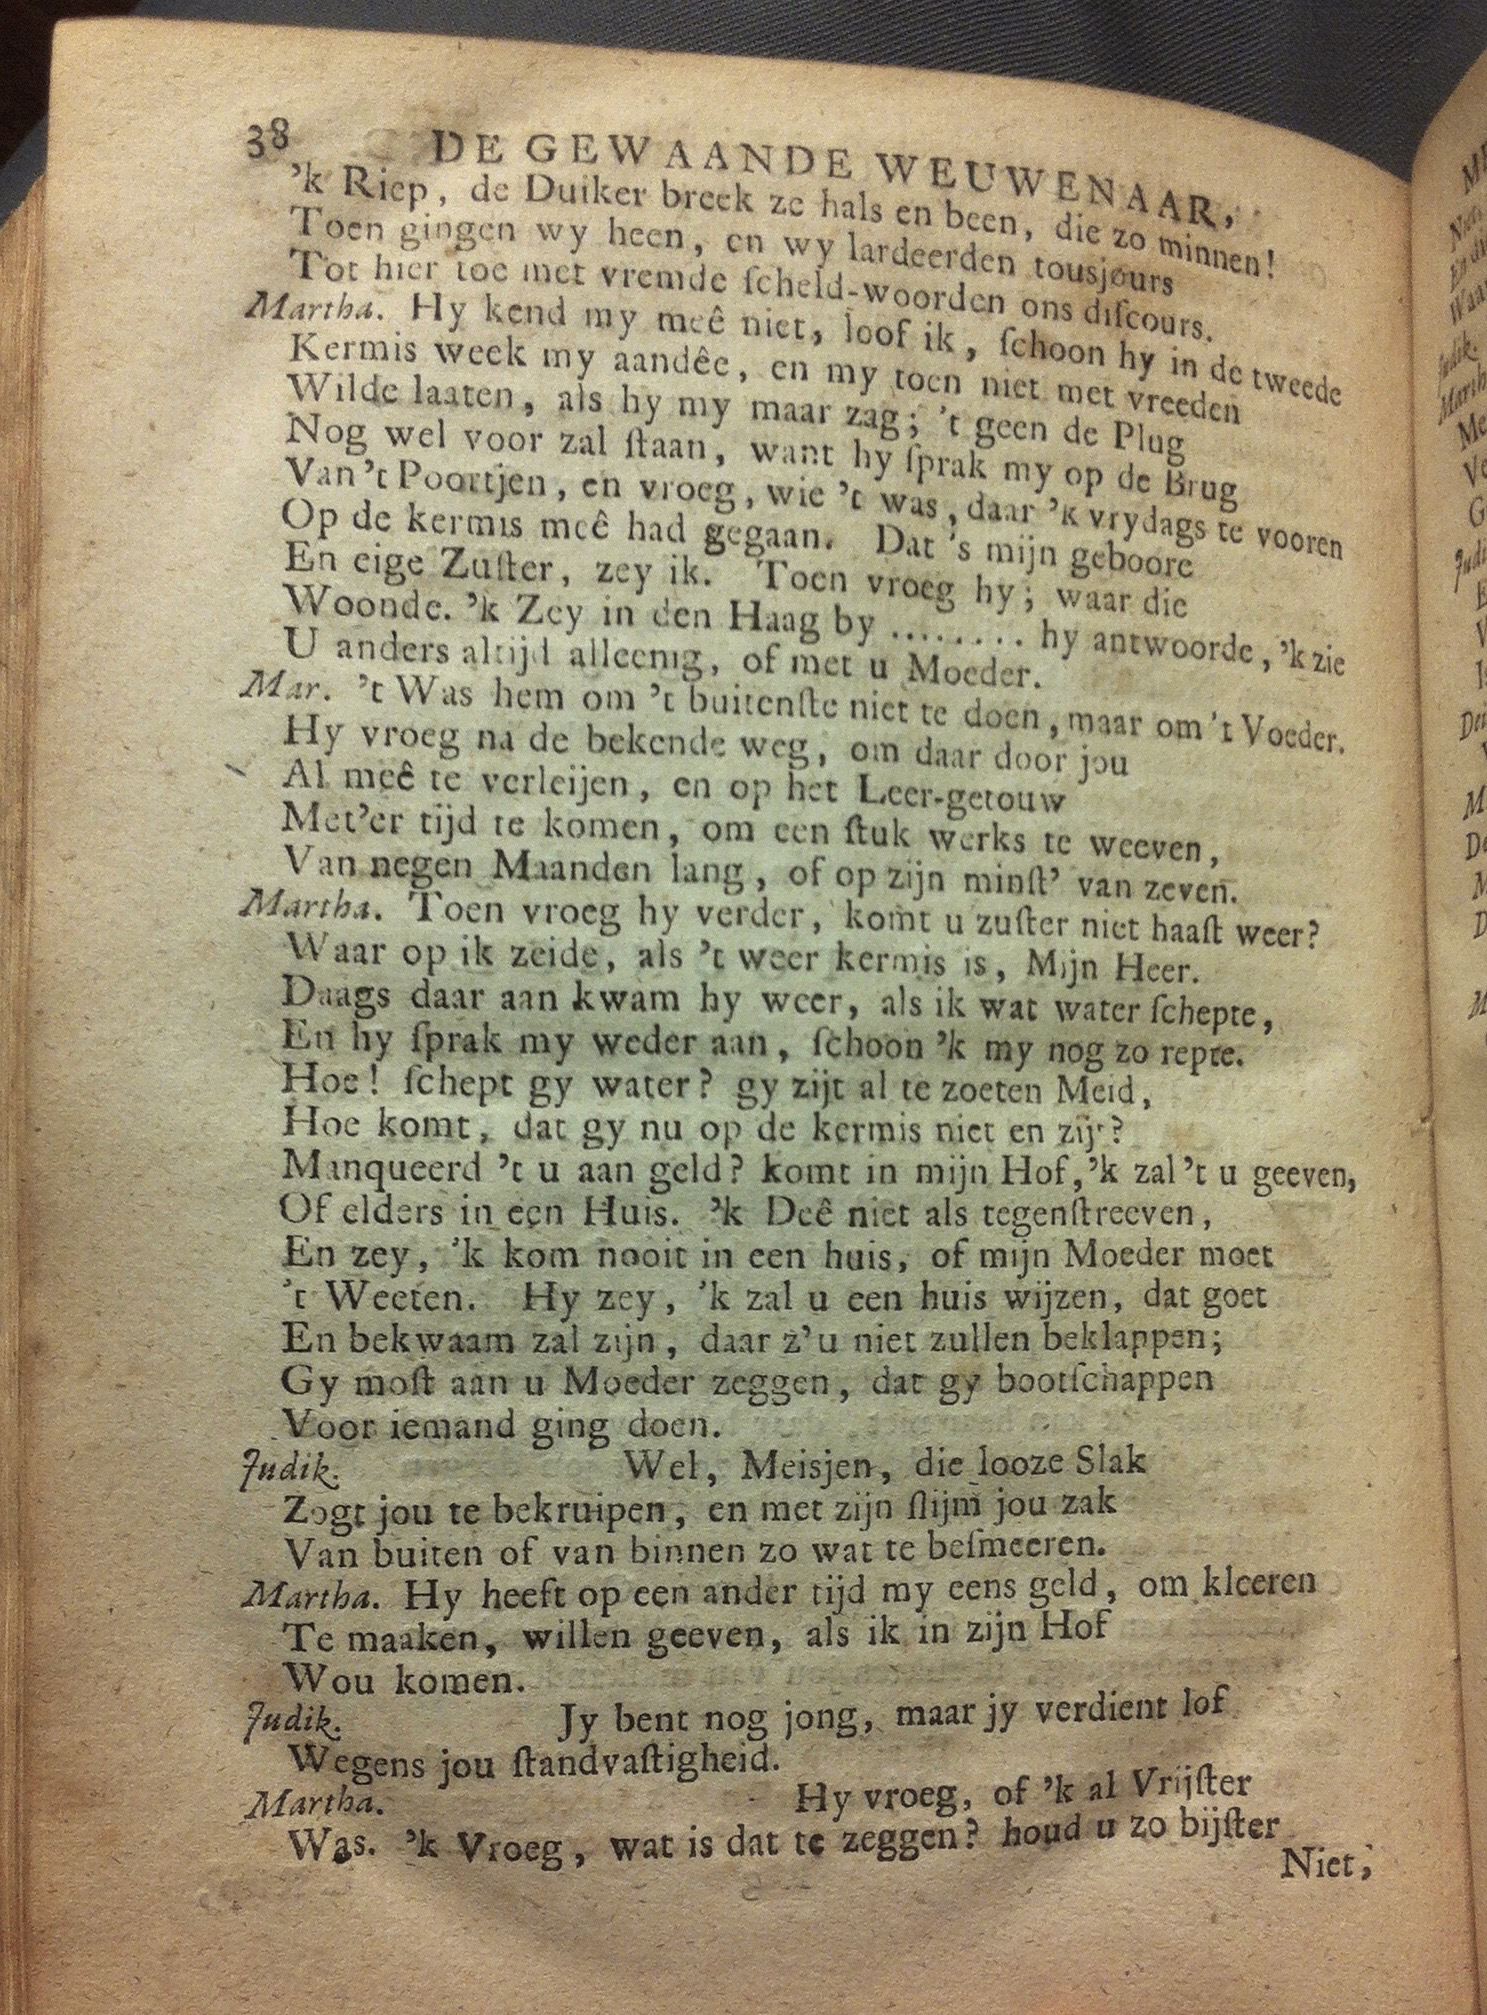 38 DE GEWAANDE WEUWENAAR,
'k Riep, de Duiker breek ze hals en been, die zo minnen!
Toen gingen wy heen, en wy lardeerden tousjours
Tot hier toe met vremde ſcheld-woorden ons diſcours.
Martha. Hy kend my meê niet, loof ik, ſchoon hy in de tweede
Kermis week my aandêe, en my toen niet met vreeden
Wilde laaten, als hy my maar zag; 't geen de Plug
Nog wel voor zal ſtaan, want hy ſprak my op de Brug
Van 't Poortjen, en vroeg, wie 't was, daar 'k vrydags te vooren
Op de kermis meê had gegaan. Dat 's mijn geboore
En eige Zuſter, zey ik. Toen vroeg hy; waar die
Woonde. 'k Zey in den Haag by ........ hy antwoorde, 'k zie
U anders altijd alleenig, of met u Moeder.
Mar. 't Was hem om 't buitenſte niet te doen, maar om 't Voeder.
Hy vroeg na de bekende weg, om daar door jou
Al meê te verleijen, en op het Leer-getouw
Met'er tijd te komen, om een ſtuk werks te weeven,
Van negen Maanden lang, of op zijn minſt' van zeven.
Martha. Toen vroeg hy verder, komt u zuſter niet haaſt weer?
Waar op ik zeide, als 't weer kermis is, Mijn Heer.
Daags daar aan kwam hy weer, als ik wat water ſchepte,
En hy ſprak my weder aan, ſchoon 'k my nog zo repte.
Hoe! ſchept gy water? gy zijt al te zoeten Meid,
Hoe komt, dat gy nu op de kermis niet en zijt?
Manqueerd 't u aan geld? komt in mijn Hof, 'k zal 't u geeven,
Of elders in een Huis. 'k Deê niet als tegenſtreeven,
En zey, 'k kom nooit in een huis, of mijn Moeder moet
't Weeten. Hy zey, 'k zal u een huis wijzen, dat goet
En bekwaam zal zijn, daar z'u niet zullen beklappen;
Gy moſt aan u Moeder zeggen, dat gy bootſchappen
Voor iemand ging doen.
Judik. Wel, Meisjen, die looze Slak
Zogt jou te bekruipen, en met zijn ſlijm jou zak
Van buiten of van binnen zo wat te beſmeeren.
Martha. Hy heeft op een ander tijd my eens geld, om kleeren
Te maaken, willen geeven, als ik in zijn Hof
Wou komen.
Judik. Jy bent nog jong, maar jy verdient lof
Wegens jou ſtandvaſtigheid.
Martha. Hy vroeg, of 'k al Vrijſter
Was. 'k Vroeg, wat is dat te zeggen? houd u zo bijſter
Niet,